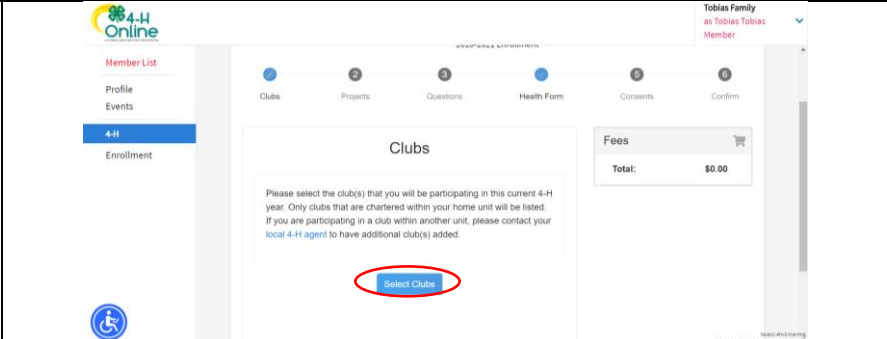 4-H
Online
Tobias Family
as Tobias Tobias
Member
2020-2021 Enrollment
Member List
Profile
Events
4-H
Enrollment
2
3
5
6
Clubs
Projects
Questions
Health Form
Consents
Confirm
Clubs
Please select the club(s) that you will be participating in this current 4-H
year. Only clubs that are chartered within your home unit will be listed.
If you are participating in a club within another unit, please contact your
local 4-H agent to have additional club(s) added.
Select Clubs
Fees
Total: $0.00